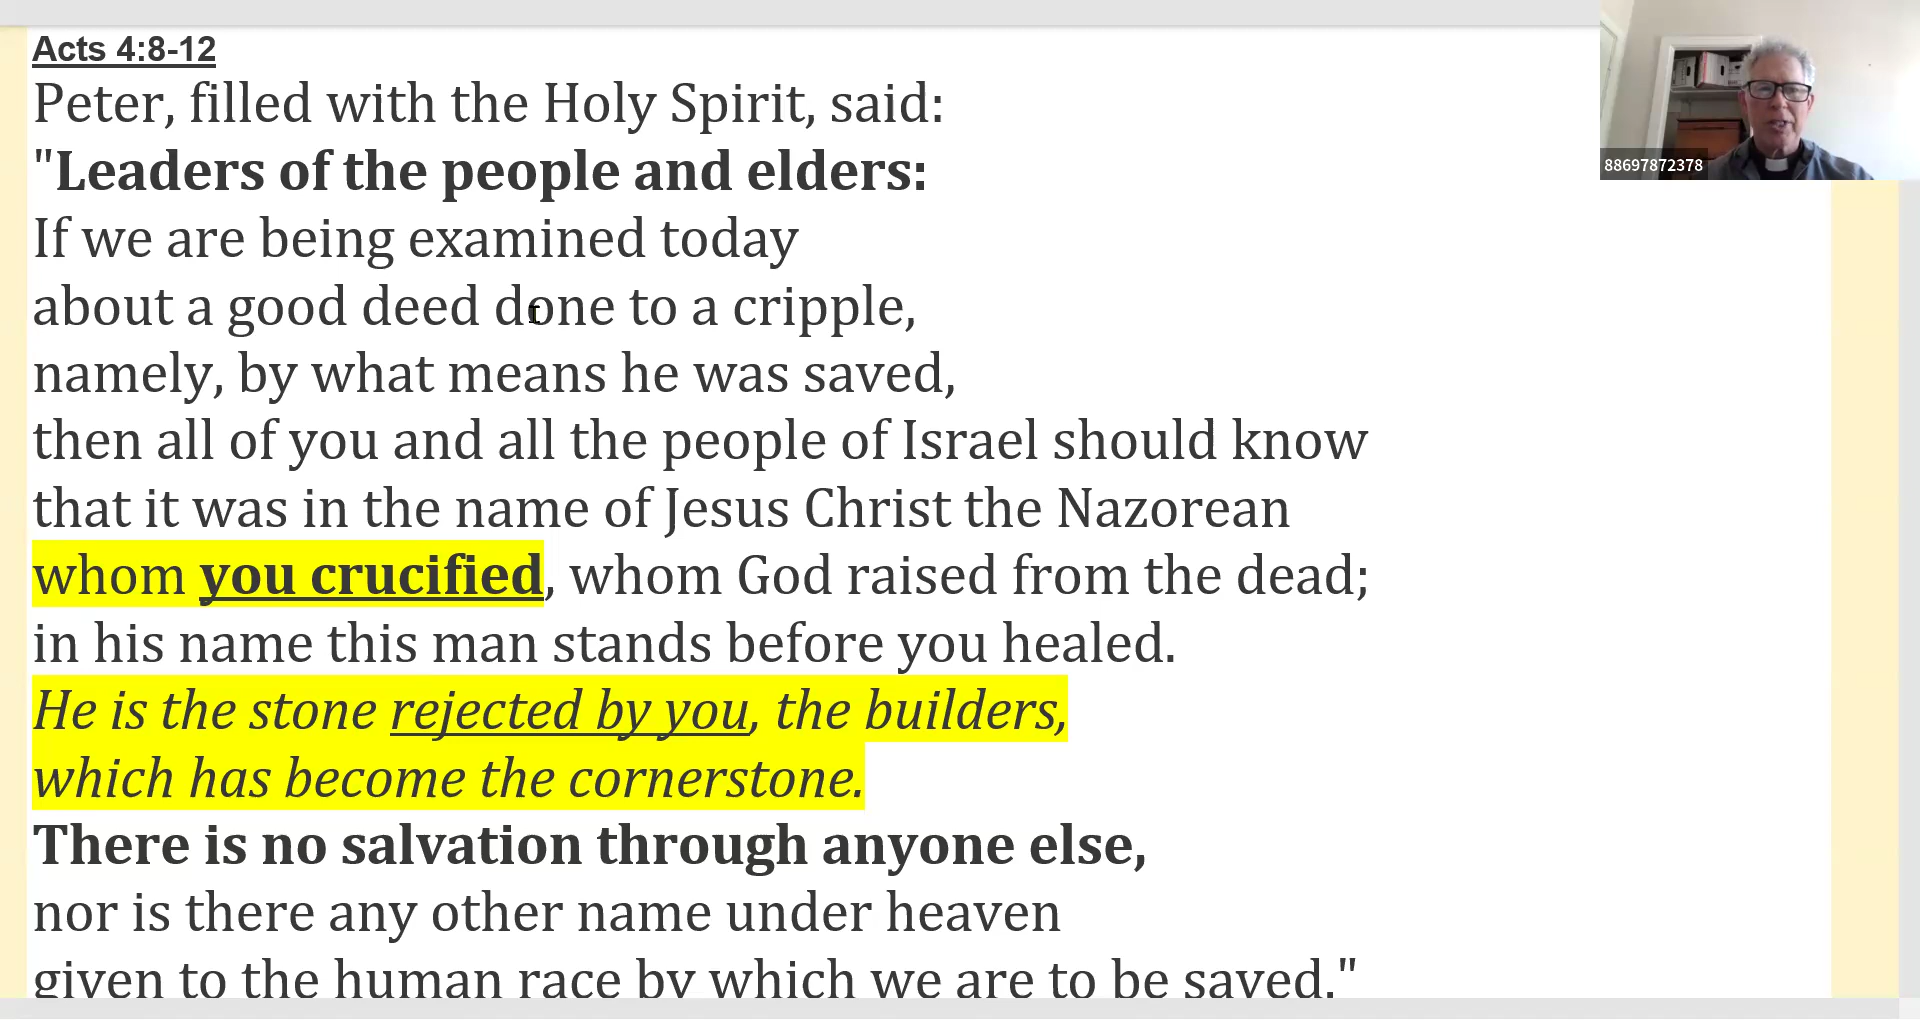 Acts 4:8-12
Peter, filled with the Holy Spirit, said:
"Leaders of the people and elders:
If we are being examined today
about a good deed done to a cripple,
namely, by what means he was saved,
then all of you and all the people of Israel should know
that it was in the name of Jesus Christ the Nazorean
whom you crucified, whom God raised from the dead;
in his name this man stands before you healed.
He is the stone rejected by you, the builders,
which has become the cornerstone.
There is no salvation through anyone else,
nor is there any other name under heaven
given to the human race by which we are to be saved."
88697872378